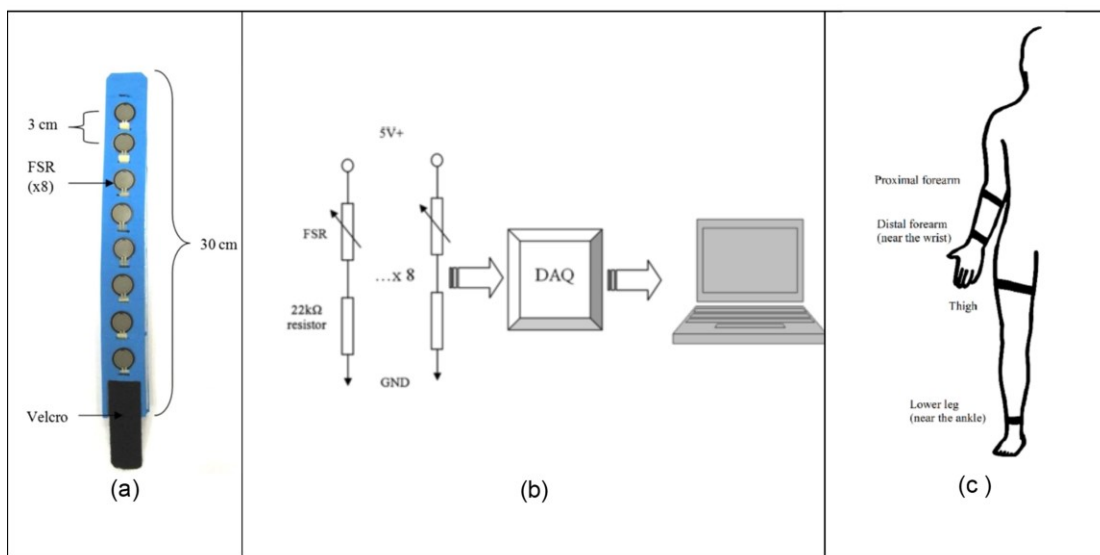 3 cm
FSR
(x8)
30 cm
Velcro
(a)
5V+
FSR
...x 8
22kΩ
resistor
GND
DAQ
(b)
Proximal forearm
Distal forearm
(near the wrist)
Thigh
Lower leg
(near the ankle)
(c )